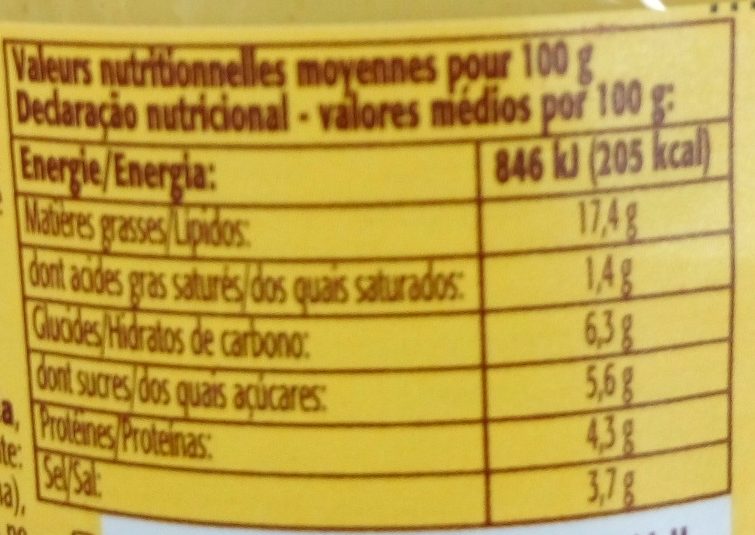 Valeurs nutritionnelles moyennes pour 100 g
Declaração nutricional - valores médios por 100 g:
Energie/Energia: 846 kJ (205 kcal)
Matières grasses/Lípidos: 17,4 g
dont acides gras saturés/dos quais saturados: 1,4 g
Glucides/Hidratos de carbono: 6,3 g
dont sucres/dos quais açúcares: 5,6 g
Protéines/Proteínas: 4,3 g
Sel/Sal: 3,7 g